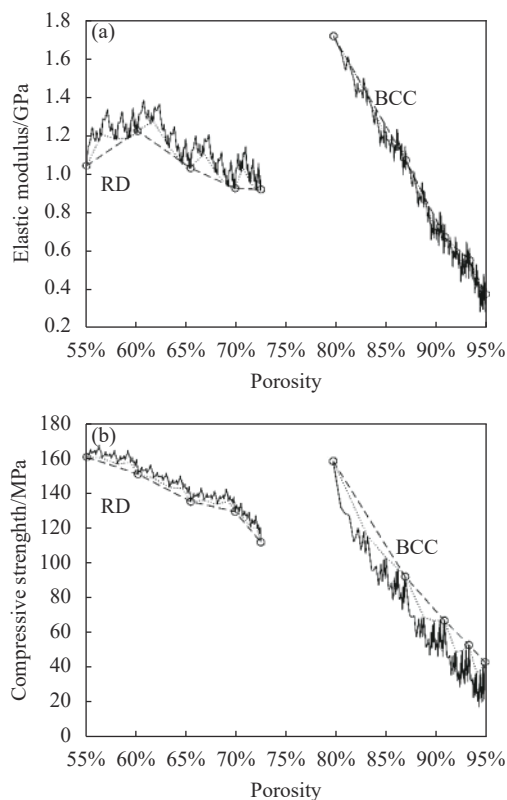 (a)
1.8
1.6
1.4
1.2
1.0
0.8
0.6
0.4
0.2
Elastic modulus/GPa
RD
BCC
55% 60% 65% 70% 75% 80% 85% 90% 95%
Porosity
(b)
180
160
140
120
100
80
60
40
20
0
Compressive strenghth/MPa
RD
BCC
55% 60% 65% 70% 75% 80% 85% 90% 95%
Porosity